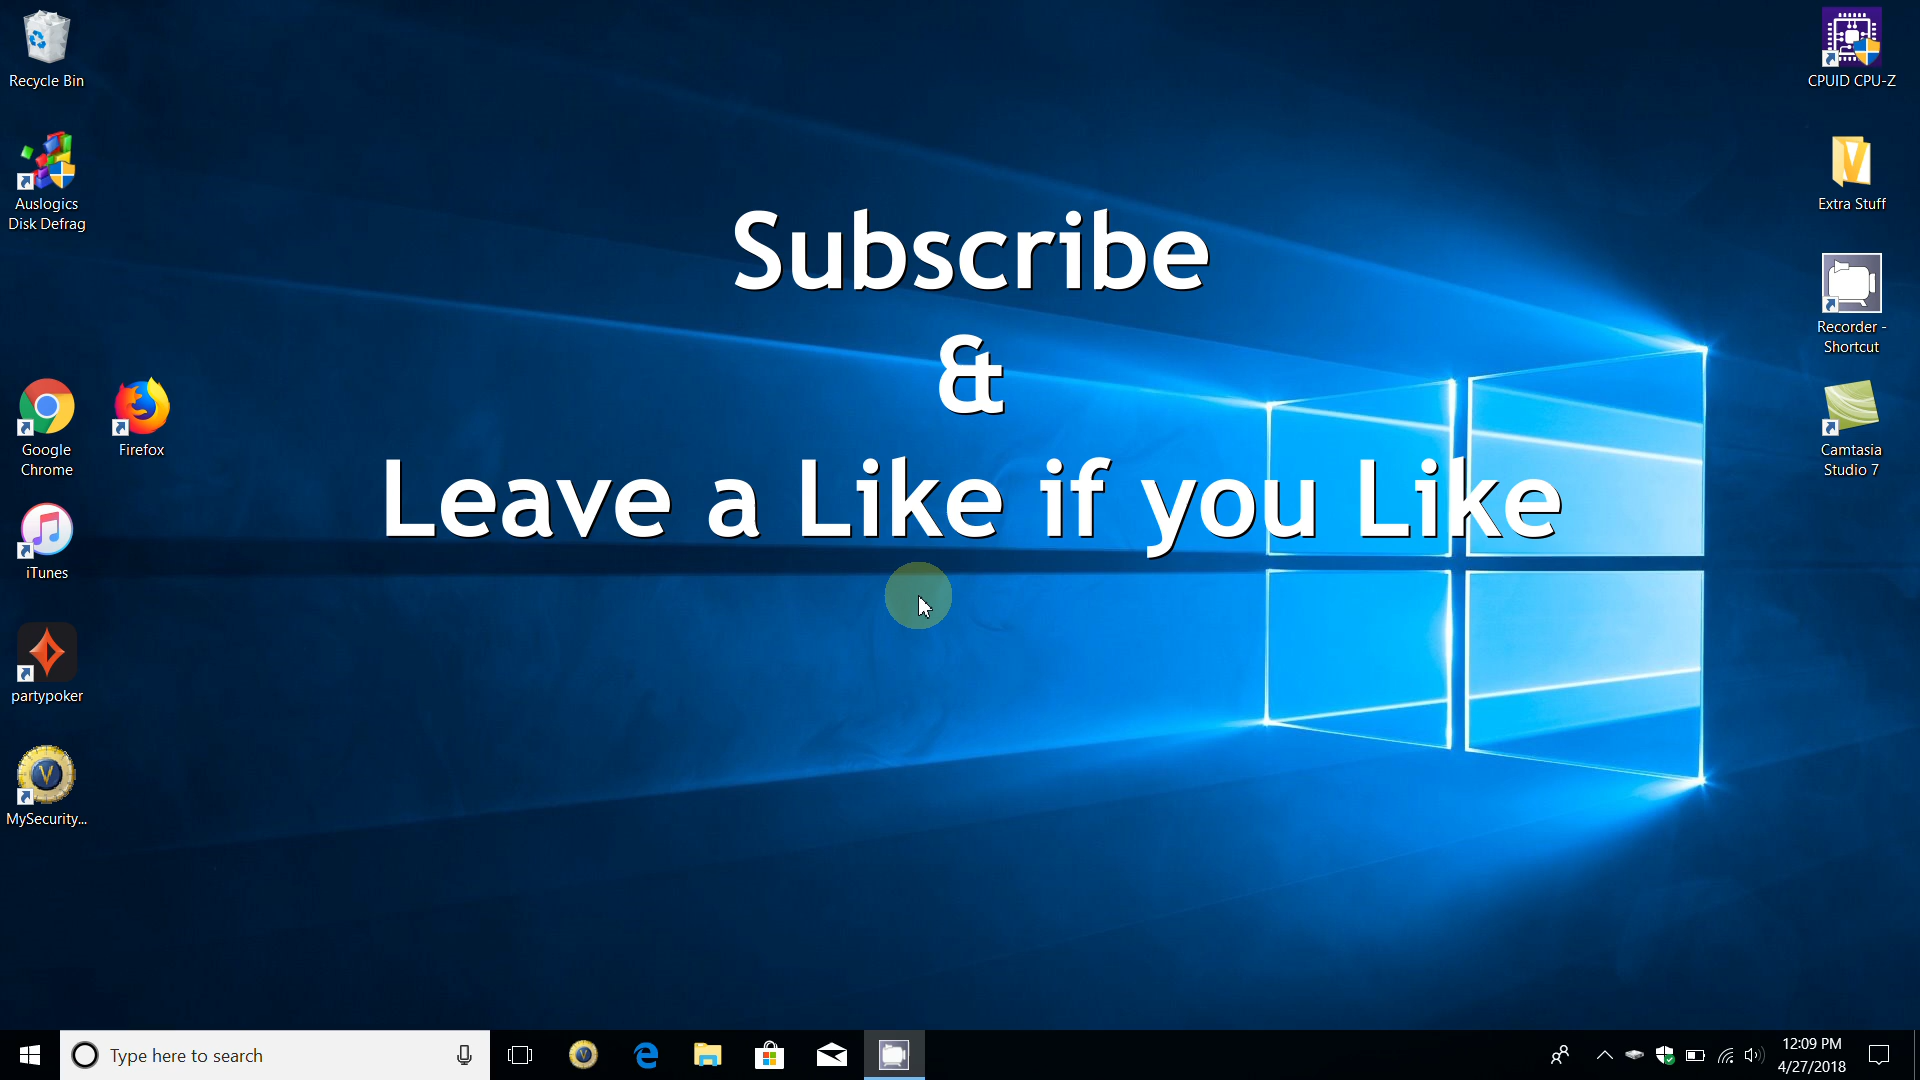 Recycle Bin
CPUID CPU-Z
Auslogics
Disk Defrag
Extra Stuff
Subscribe
&
Leave a Like if you Like
Recorder -
Shortcut
Google
Chrome
Firefox
Camtasia
Studio 7
iTunes
partypoker
MySecurity...
Type here to search
12:09 PM
4/27/2018